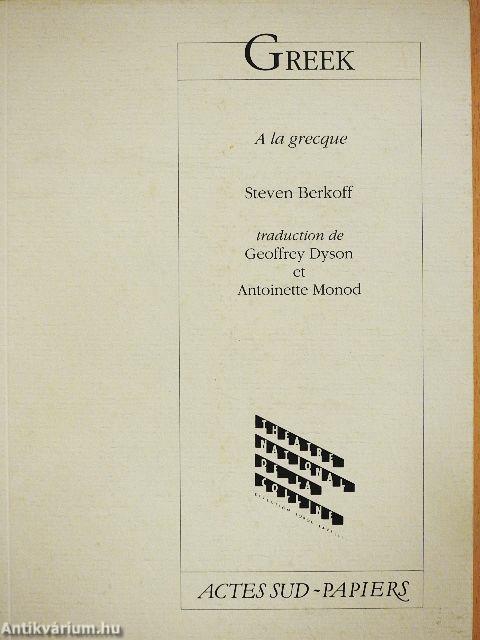 GREEK
A la grecque
Steven Berkoff
traduction de
Geoffrey Dyson
et
Antoinette Monod
THÉATRE
NATIONAL
DE LA
COLLINE
ACTES SUD - PAPIERS
Antikvárium.hu